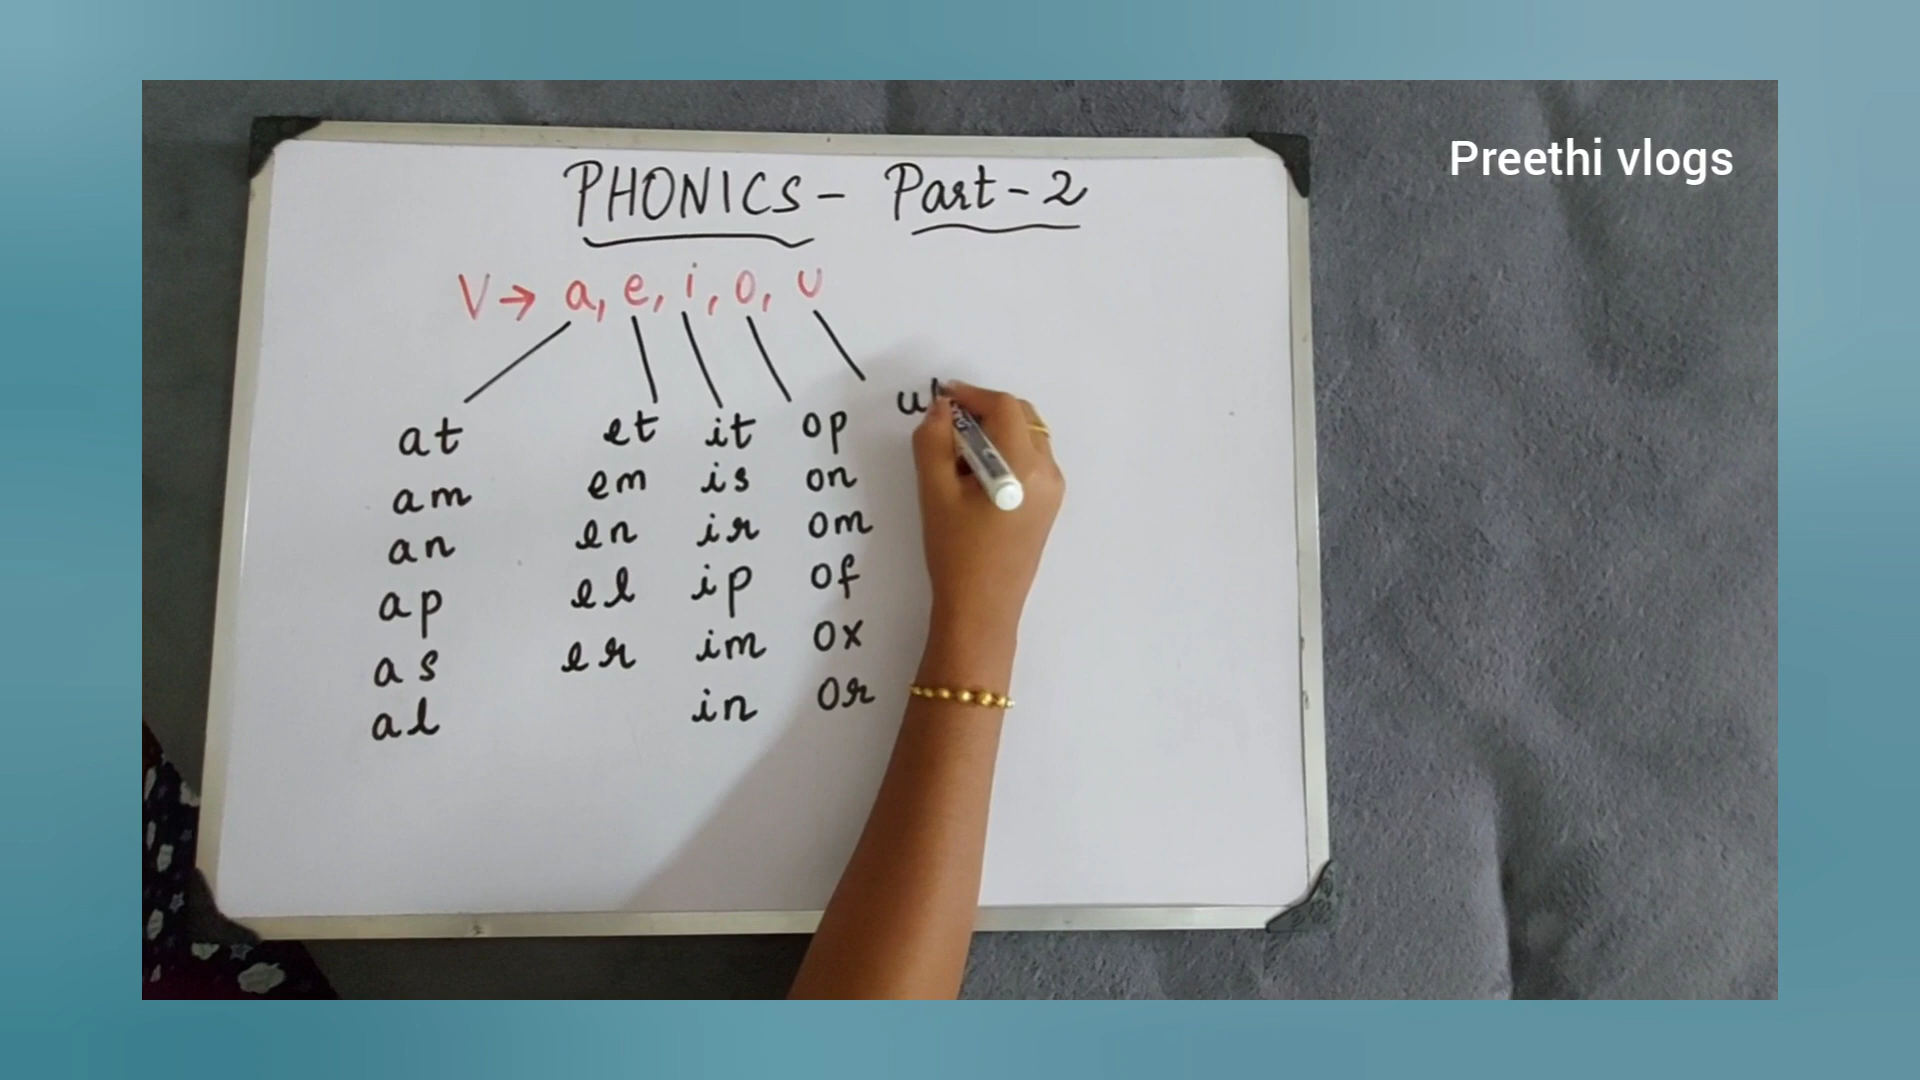 Preethi vlogs
PHONICS - Part - 2
V → a, e, i, o, u
at et it op
am em is on
an en ir om
ap el ip of
as er im ox
al in or